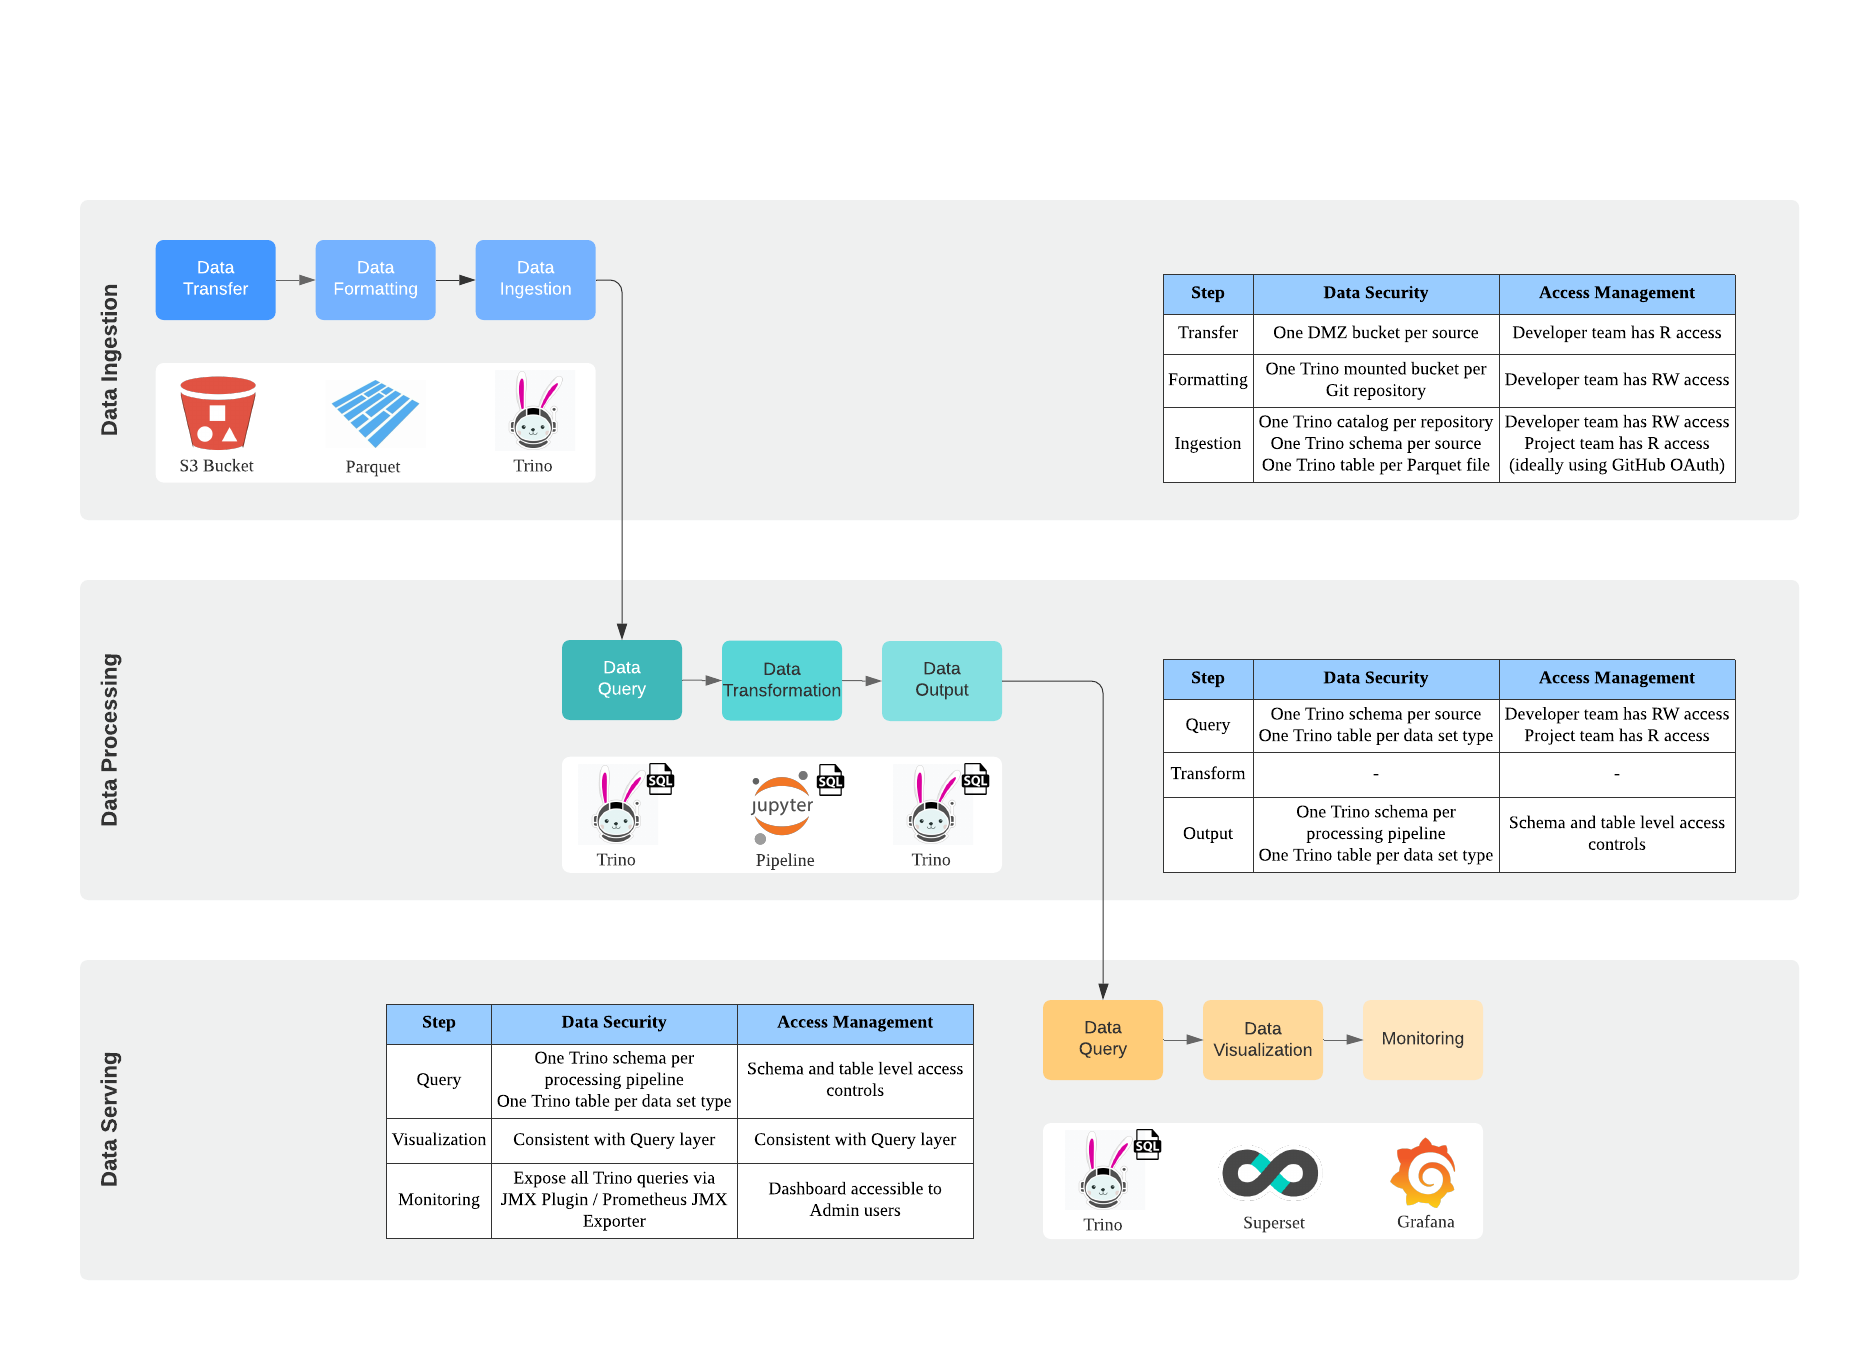 Data Ingestion
Data
Transfer
Data
Formatting
Data
Ingestion
S3 Bucket
Parquet
Trino
Step
Data Security
Access Management
Transfer
One DMZ bucket per source
Developer team has R access
Formatting
One Trino mounted bucket per
Git repository
Developer team has RW access
Ingestion
One Trino catalog per repository
One Trino schema per source
One Trino table per Parquet file
Developer team has RW access
Project team has R access
(ideally using GitHub OAuth)
Data Processing
Data
Query
Data
Transformation
Data
Output
SQL
Trino
jupyter
SQL
Pipeline
SQL
Trino
Step
Data Security
Access Management
Query
One Trino schema per source
One Trino table per data set type
Developer team has RW access
Project team has R access
Transform
-
-
Output
One Trino schema per
processing pipeline
One Trino table per data set type
Schema and table level access
controls
Data Serving
Step
Data Security
Access Management
Query
One Trino schema per
processing pipeline
One Trino table per data set type
Schema and table level access
controls
Visualization
Consistent with Query layer
Consistent with Query layer
Monitoring
Expose all Trino queries via
JMX Plugin / Prometheus JMX
Exporter
Dashboard accessible to
Admin users
Data
Query
Data
Visualization
Monitoring
SQL
Trino
Superset
Grafana